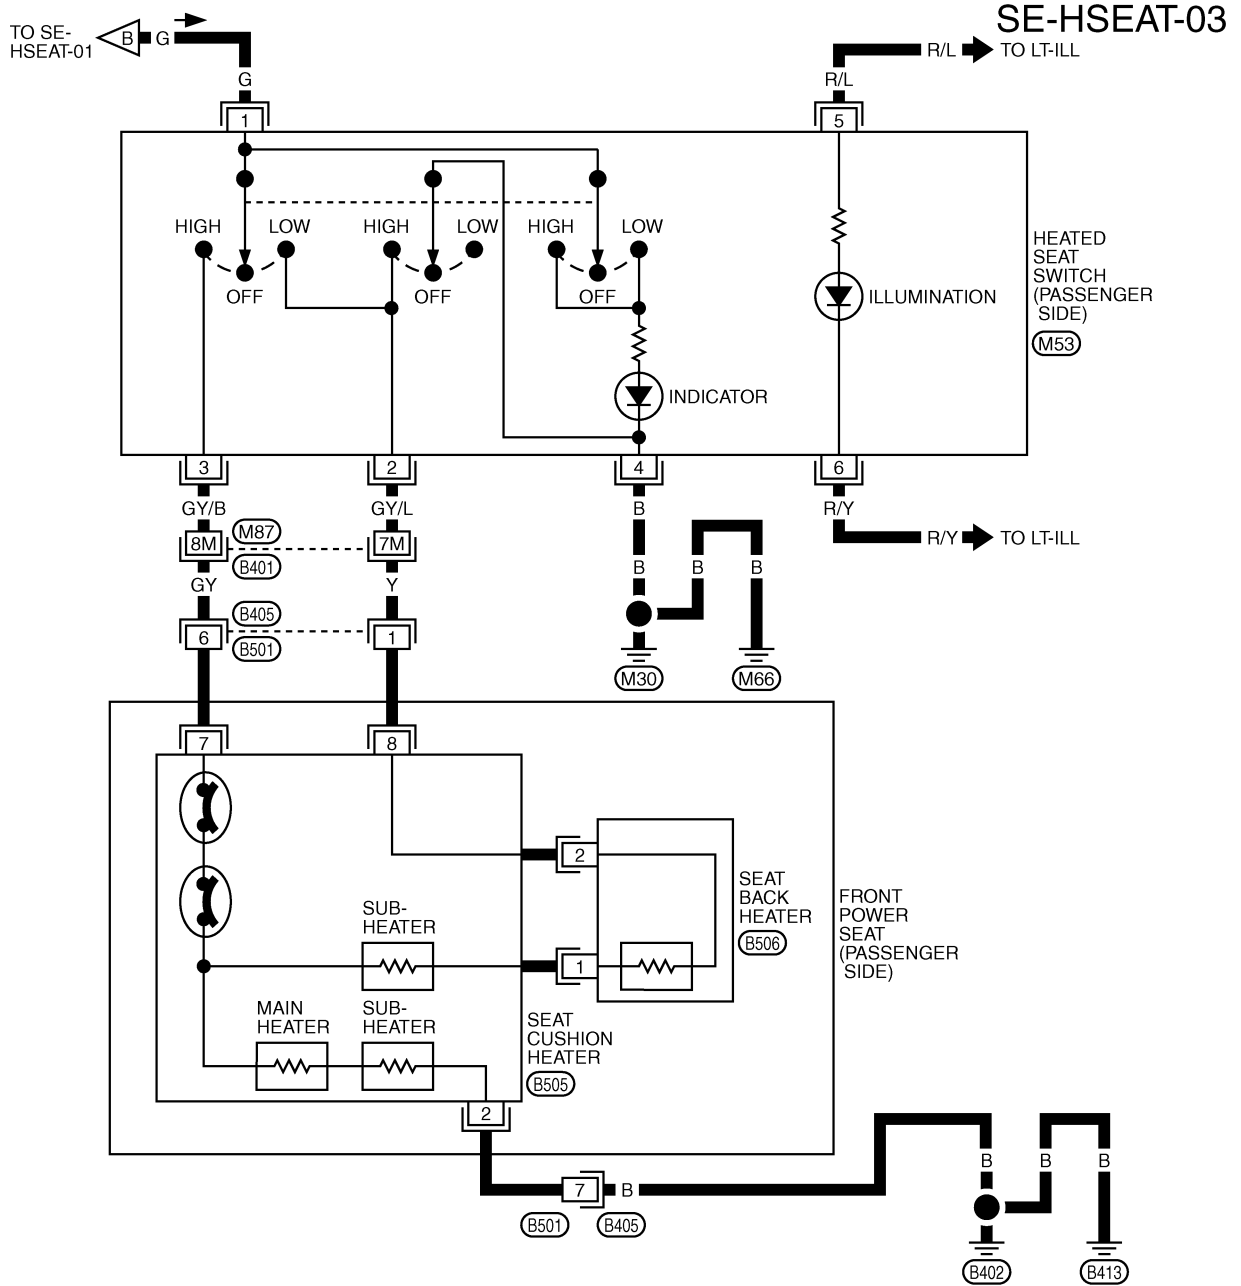 SE-HSEAT-03
TO SE-
HSEAT-01
B
G
G
R/L
TO LT-ILL
R/L
1
5
HIGH
LOW
HIGH
LOW
HIGH
LOW
OFF
OFF
OFF
ILLUMINATION
INDICATOR
HEATED
SEAT
SWITCH
(PASSENGER
SIDE)
M53
3
2
4
6
GY/B
GY/L
B
R/Y
R/Y
TO LT-ILL
8M
M87
B401
7M
GY
Y
B
B
B
6
B405
B501
1
M30
M66
7
8
2
1
SEAT
BACK
HEATER
B506
FRONT
POWER
SEAT
(PASSENGER
SIDE)
SUB-
HEATER
MAIN
HEATER
SUB-
HEATER
SEAT
CUSHION
HEATER
B505
2
7
B
B501
B405
B
B
B
B402
B413